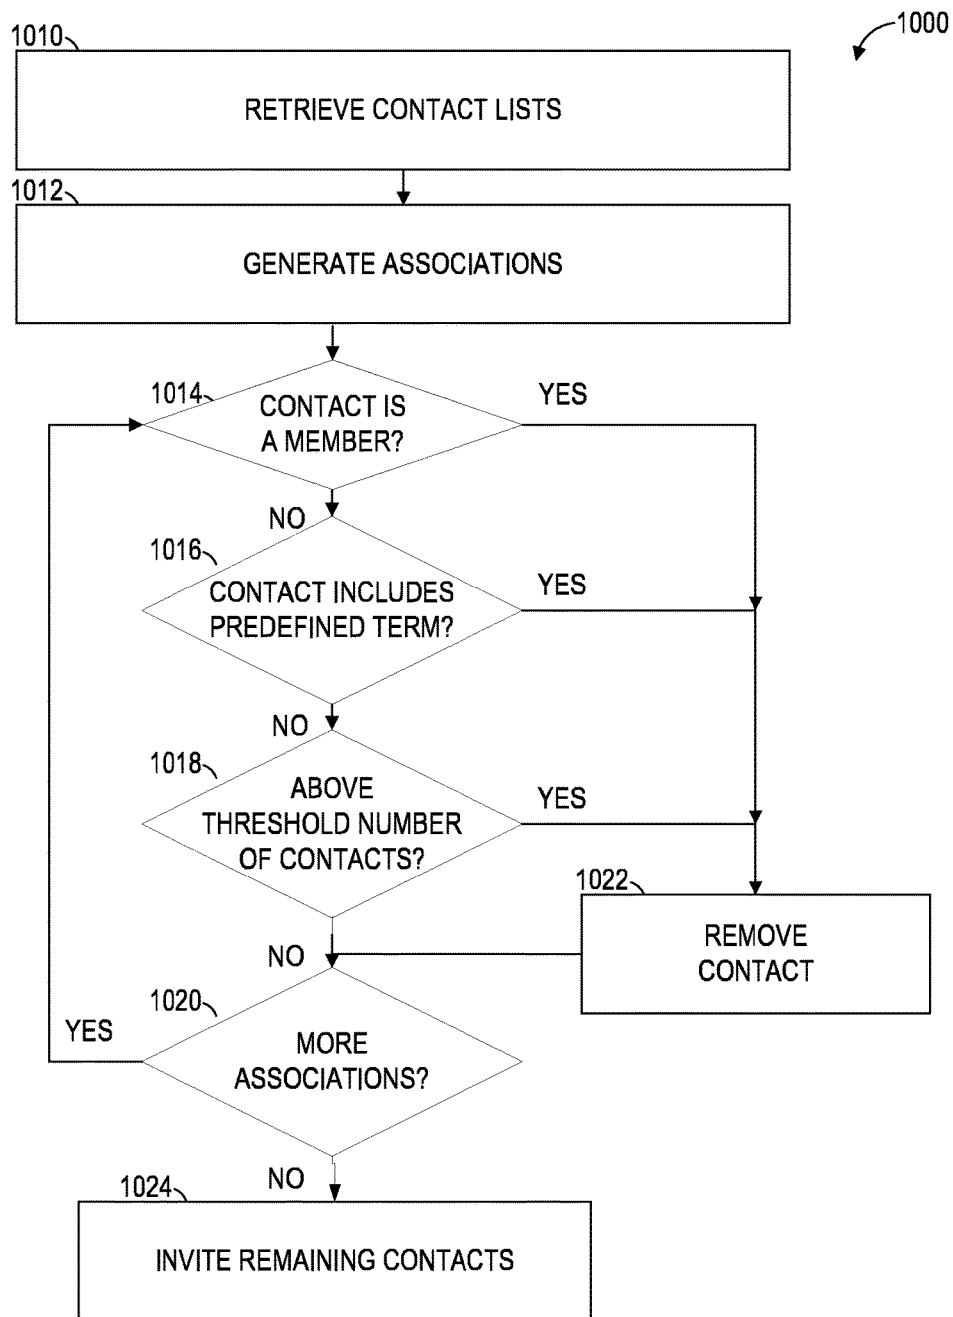 1000
1010
RETRIEVE CONTACT LISTS
1012
GENERATE ASSOCIATIONS
1014
CONTACT IS
A MEMBER?
YES
NO
1016
CONTACT INCLUDES
PREDEFINED TERM?
YES
NO
1018
ABOVE
THRESHOLD NUMBER
OF CONTACTS?
YES
1022
REMOVE
CONTACT
NO
1020
YES
MORE
ASSOCIATIONS?
NO
1024
INVITE REMAINING CONTACTS